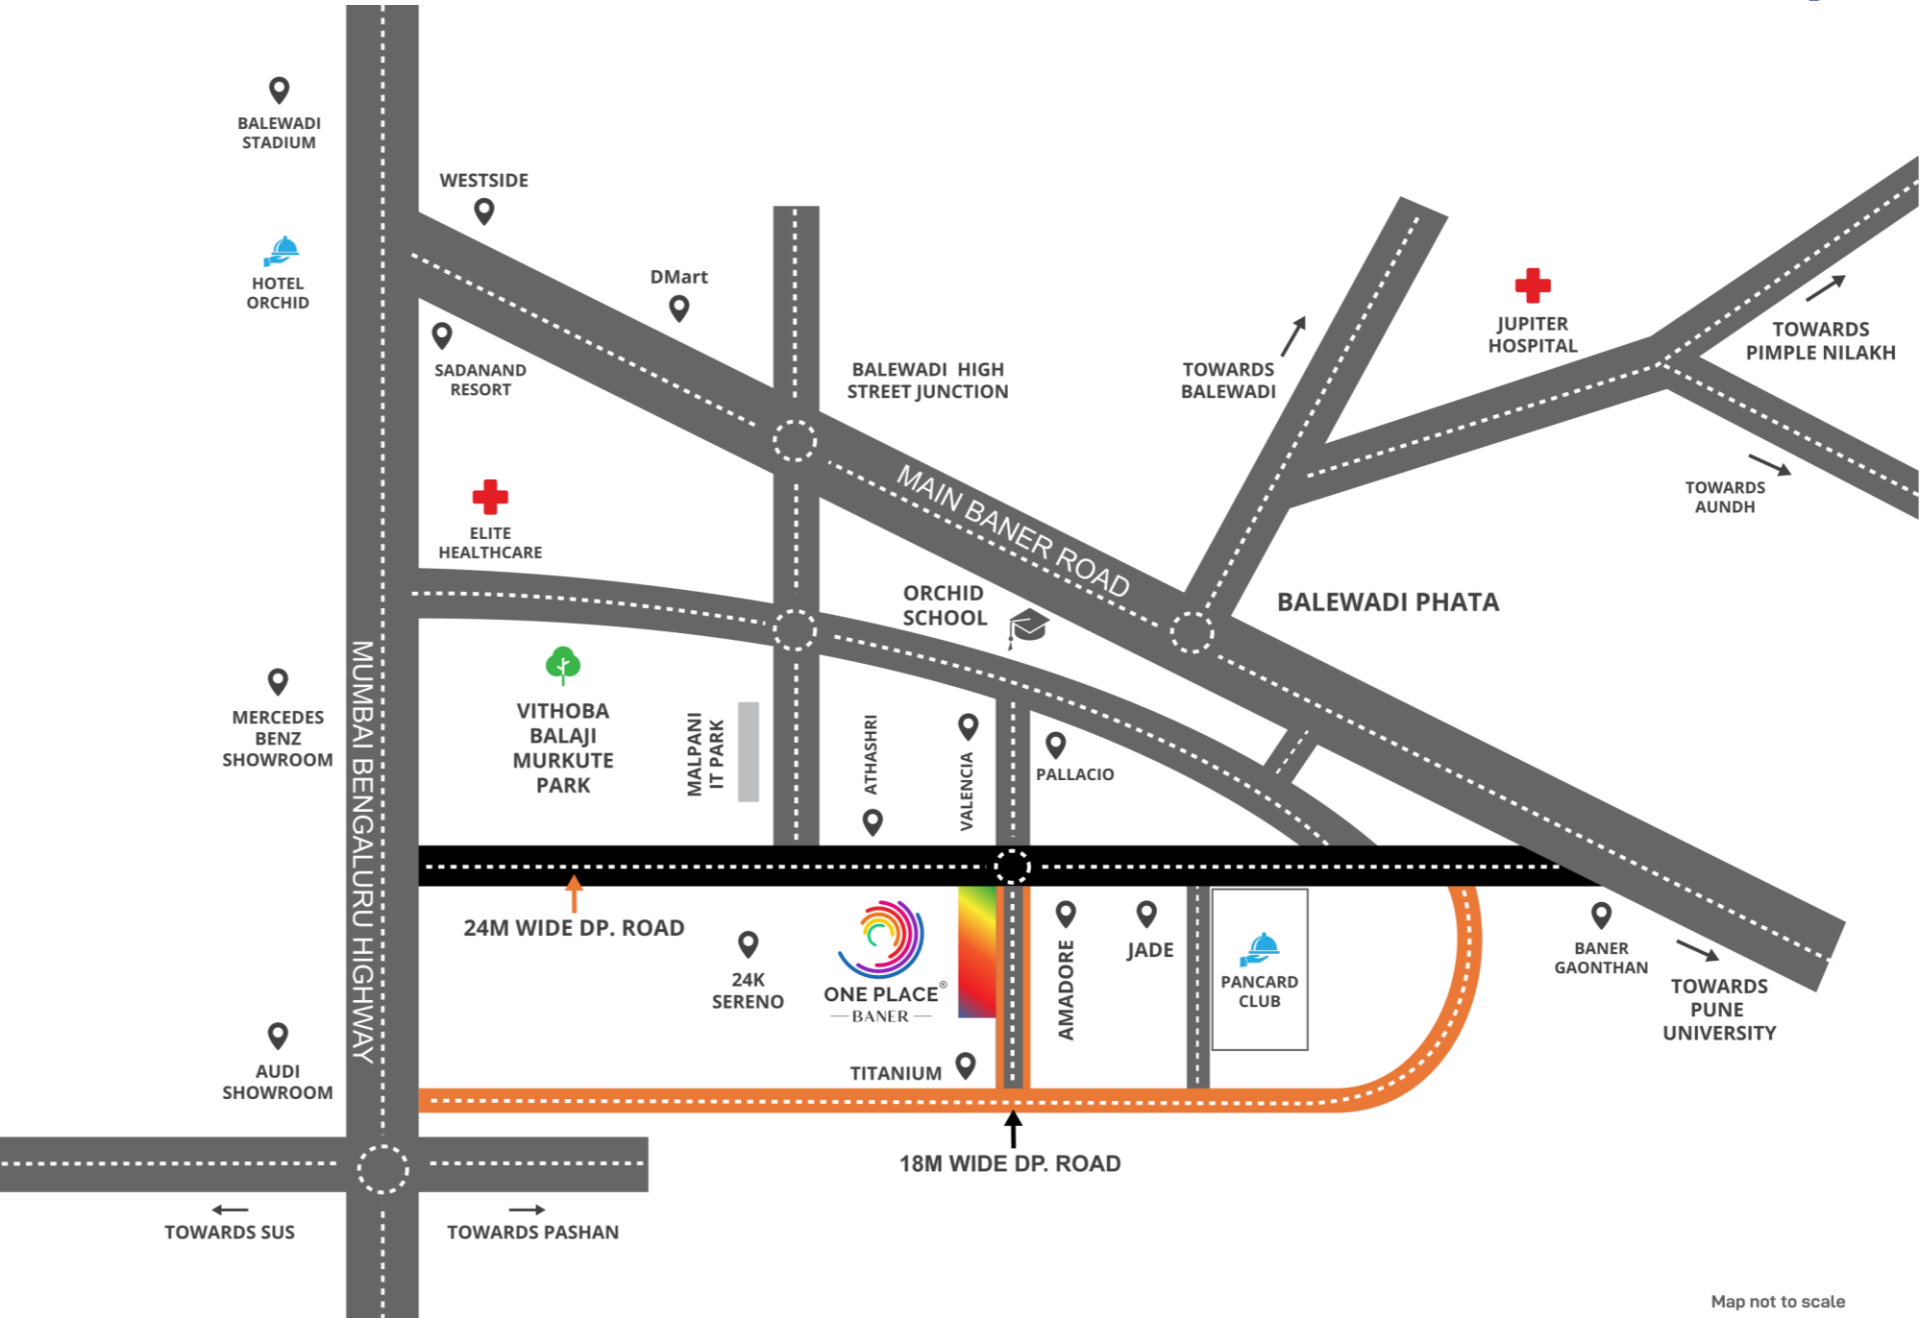 BALEWADI
STADIUM
WESTSIDE
HOTEL
ORCHID
DMart
SADANAND
RESORT
BALEWADI HIGH
STREET JUNCTION
TOWARDS
BALEWADI
JUPITER
HOSPITAL
TOWARDS
PIMPLE NILAKH
TOWARDS
AUNDH
MAIN BANER ROAD
ELITE
HEALTHCARE
ORCHID
SCHOOL
BALEWADI PHATA
MUMBAI BENGALURU HIGHWAY
MERCEDES
BENZ
SHOWROOM
VITHOBA
BALAJI
MURKUTE
PARK
MALPANI
IT PARK
ATHASHRI
VALENCIA
PALLACIO
24M WIDE DP. ROAD
24K
SERENO
ONE PLACE®
BANER
AMADORE
JADE
PANCARD
CLUB
BANER
GAONTHAN
TOWARDS
PUNE
UNIVERSITY
TITANIUM
AUDI
SHOWROOM
18M WIDE DP. ROAD
TOWARDS SUS
TOWARDS PASHAN
Map not to scale